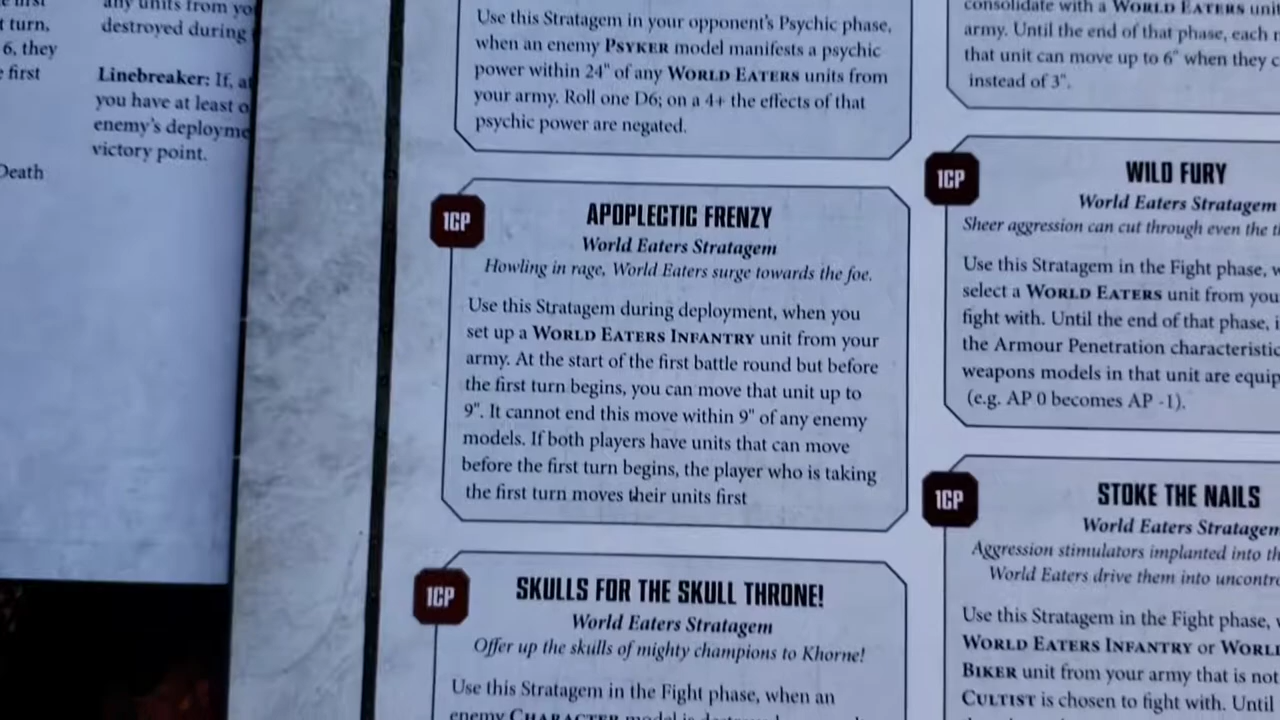 any units from
destroyed during
t turn,
6, they
first
Linebreaker: If,
you have at least
enemy's
victory point.
Death
Use this Stratagem in your opponent's Psychic phase,
when an enemy PSYKER model manifests a psychic
power within 24" of any WORLD EATERS units from
your army. Roll one D6; on a 4+ the effects of that
psychic power are negated.
1CP
APOPLECTIC FRENZY
World Eaters Stratagem
Howling in rage, World Eaters surge towards the foe.
Use this Stratagem during deployment, when you
set up a WORLD EATERS INFANTRY unit from your
army. At the start of the first battle round but before
the first turn begins, you can move that unit up to
9". It cannot end this move within 9" of any enemy
models. If both players have units that can move
before the first turn begins, the player who is taking
the first turn moves their units first
1CP
SKULLS FOR THE SKULL THRONE!
World Eaters Stratagem
Offer up the skulls of mighty champions to Khorne!
Use this Stratagem in the Fight phase, when an
enemy CHARACTER model is
consolidate with a WORLD EATERS
army. Until the end of that phase, each
that unit can move up to 6" when they
instead of 3".
1CP
WILD FURY
World Eaters Stratagem
Sheer aggression can cut through even the
Use this Stratagem in the Fight phase,
select a WORLD EATERS unit from
fight with. Until the end of that phase,
the Armour Penetration
weapons models in that unit are
(e.g. AP 0 becomes AP -1).
1CP
STOKE THE NAILS
World Eaters Stratagem
Aggression stimulators implanted into
World Eaters drive them into
Use this Stratagem in the Fight phase,
WORLD EATERS INFANTRY or
BIKER unit from your army that is not
CULTIST is chosen to fight with. Until